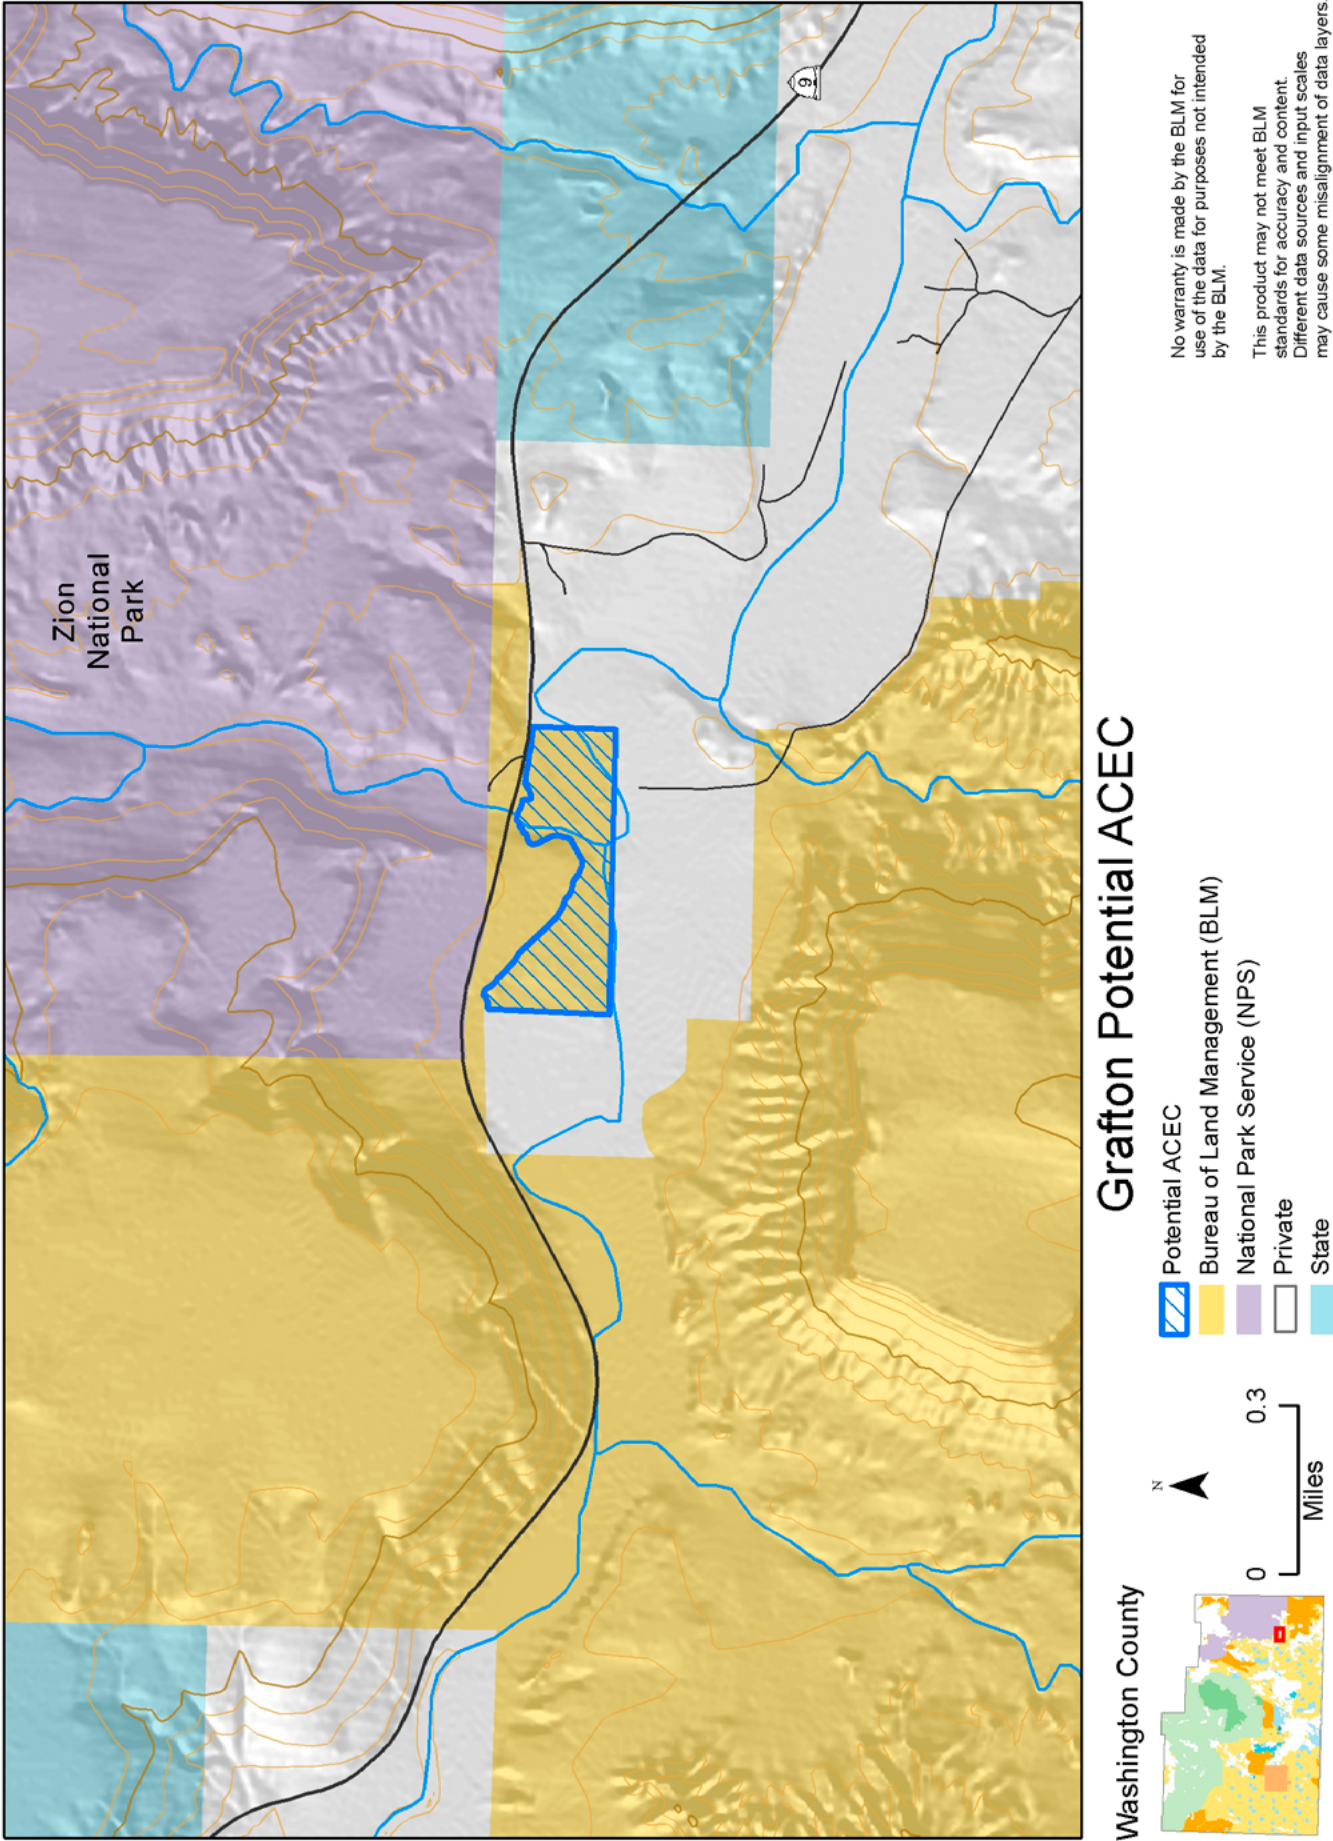 Zion
National
Park
9
Grafton Potential ACEC
Washington County
N
0
0.3
Miles
Potential ACEC
Bureau of Land Management (BLM)
National Park Service (NPS)
Private
State
No warranty is made by the BLM for
use of the data for purposes not intended
by the BLM.
This product may not meet BLM
standards for accuracy and content.
Different data sources and input scales
may cause some misalignment of data layers.